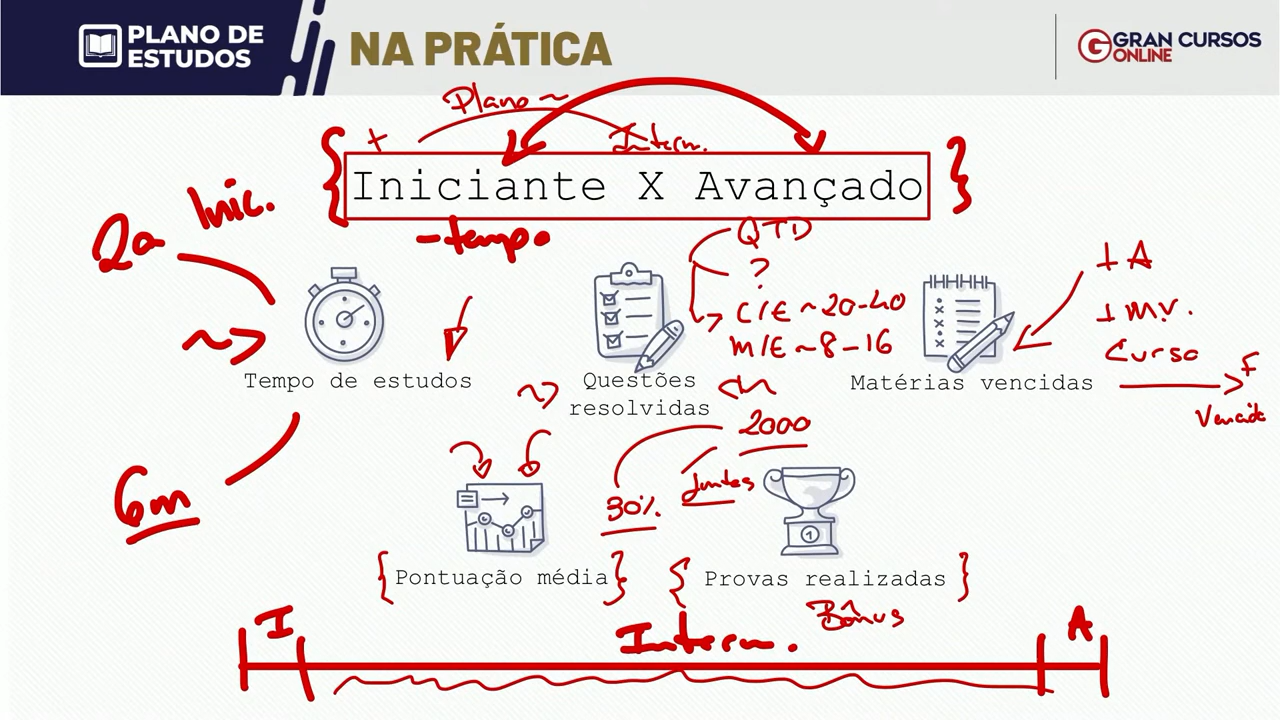 PLANO DE
ESTUDOS
NA PRÁTICA
GRAN CURSOS
ONLINE
Plano ~
+
Interm.
Iniciante X Avançado
2a Inic.
- tempo
QTD
?
C/E ~ 20-40
M/E ~ 8-16
+ A
+ M.V.
Curso
F
Tempo de estudos
Questões
resolvidas
Matérias vencidas
2000
6m
30%
Juntas
Pontuação média
Provas realizadas
Bônus
I
Interm.
A